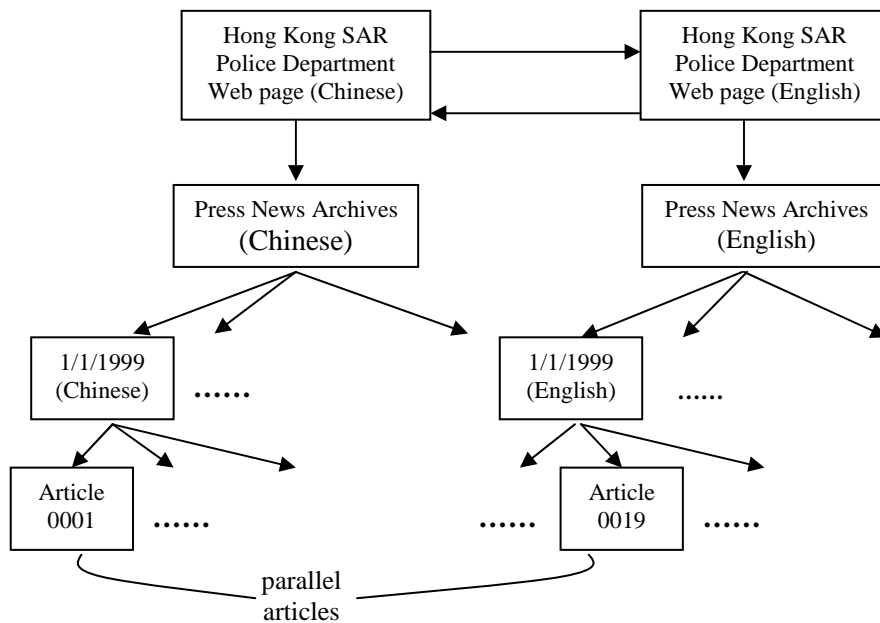 Hong Kong SAR
Police Department
Web page (Chinese)
Hong Kong SAR
Police Department
Web page (English)
Press News Archives
(Chinese)
Press News Archives
(English)
1/1/1999
(Chinese)
......
1/1/1999
(English)
......
Article
0001
......
......
Article
0019
......
parallel
articles